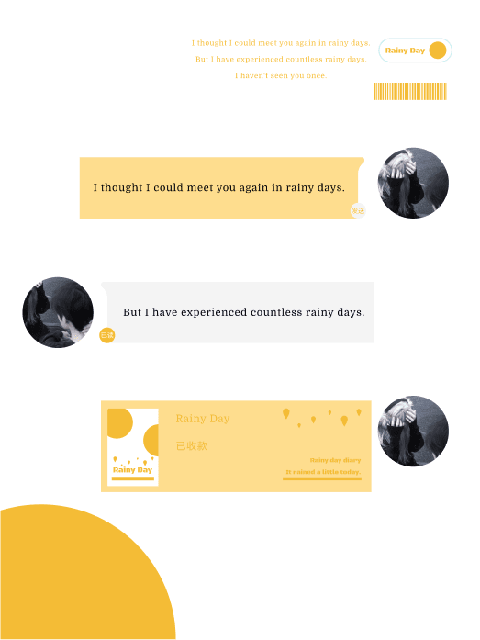 I thought I could meet you again in rainy days.
But I have experienced countless rainy days.
I haven't seen you once.
Rainy Day
I thought I could meet you again in rainy days.
But I have experienced countless rainy days.
已读
Rainy Day
已收款
Rainy Day
Rainy day diary
It rained a little today.